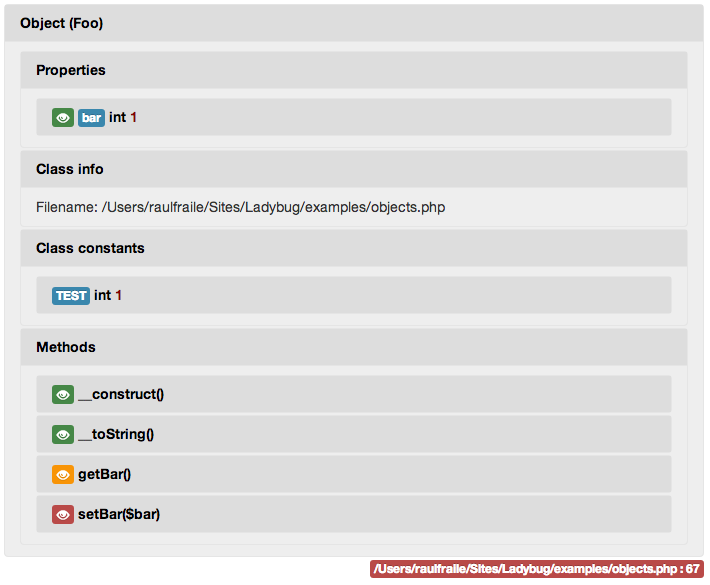 Object (Foo)
Properties
bar int 1
Class info
Filename: /Users/raulfraile/Sites/Ladybug/examples/objects.php
Class constants
TEST int 1
Methods
__construct()
__toString()
getBar()
setBar($bar)
/Users/raulfraile/Sites/Ladybug/examples/objects.php : 67